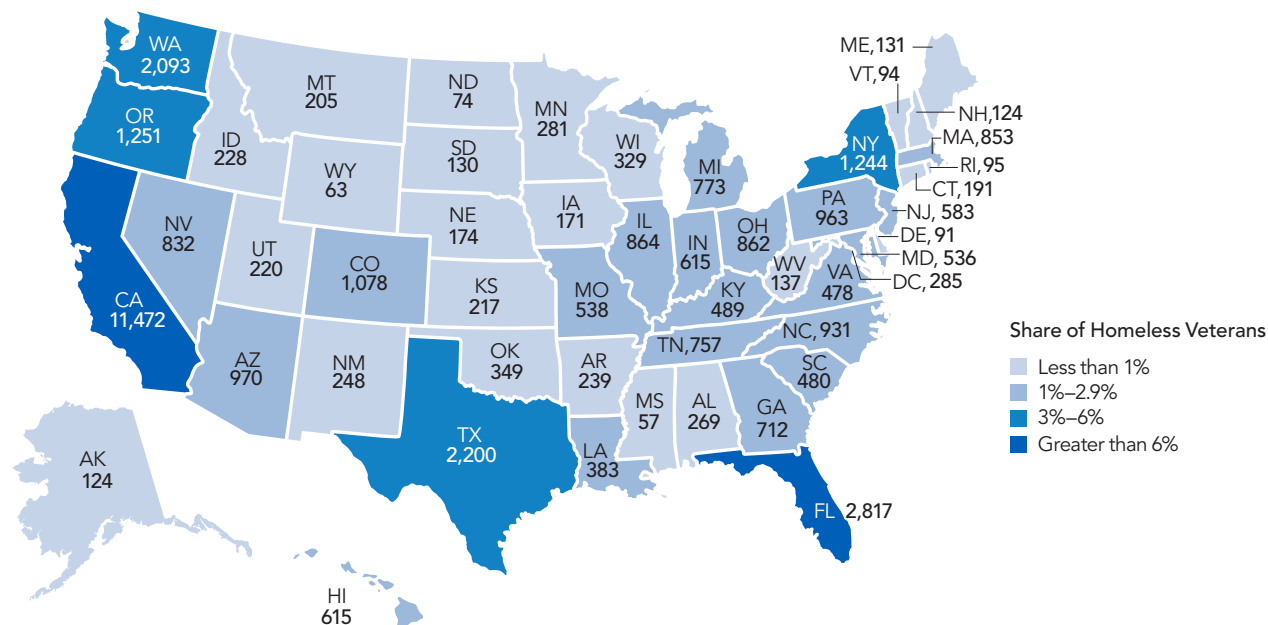 WA
2,093
OR
1,251
CA
11,472
NV
832
ID
228
MT
205
WY
63
UT
220
CO
1,078
AZ
970
NM
248
ND
74
SD
130
NE
174
KS
217
OK
349
TX
2,200
MN
281
IA
171
MO
538
AR
239
LA
383
WI
329
IL
864
MI
773
IN
615
OH
862
KY
489
TN, 757
MS
57
AL
269
GA
712
FL 2,817
SC
480
NC, 931
VA
478
WV
137
PA
963
NY
1,244
ME, 131
VT, 94
NH, 124
MA, 853
RI, 95
CT, 191
NJ, 583
DE, 91
MD, 536
DC, 285
AK
124
HI
615
Share of Homeless Veterans
Less than 1%
1%–2.9%
3%–6%
Greater than 6%